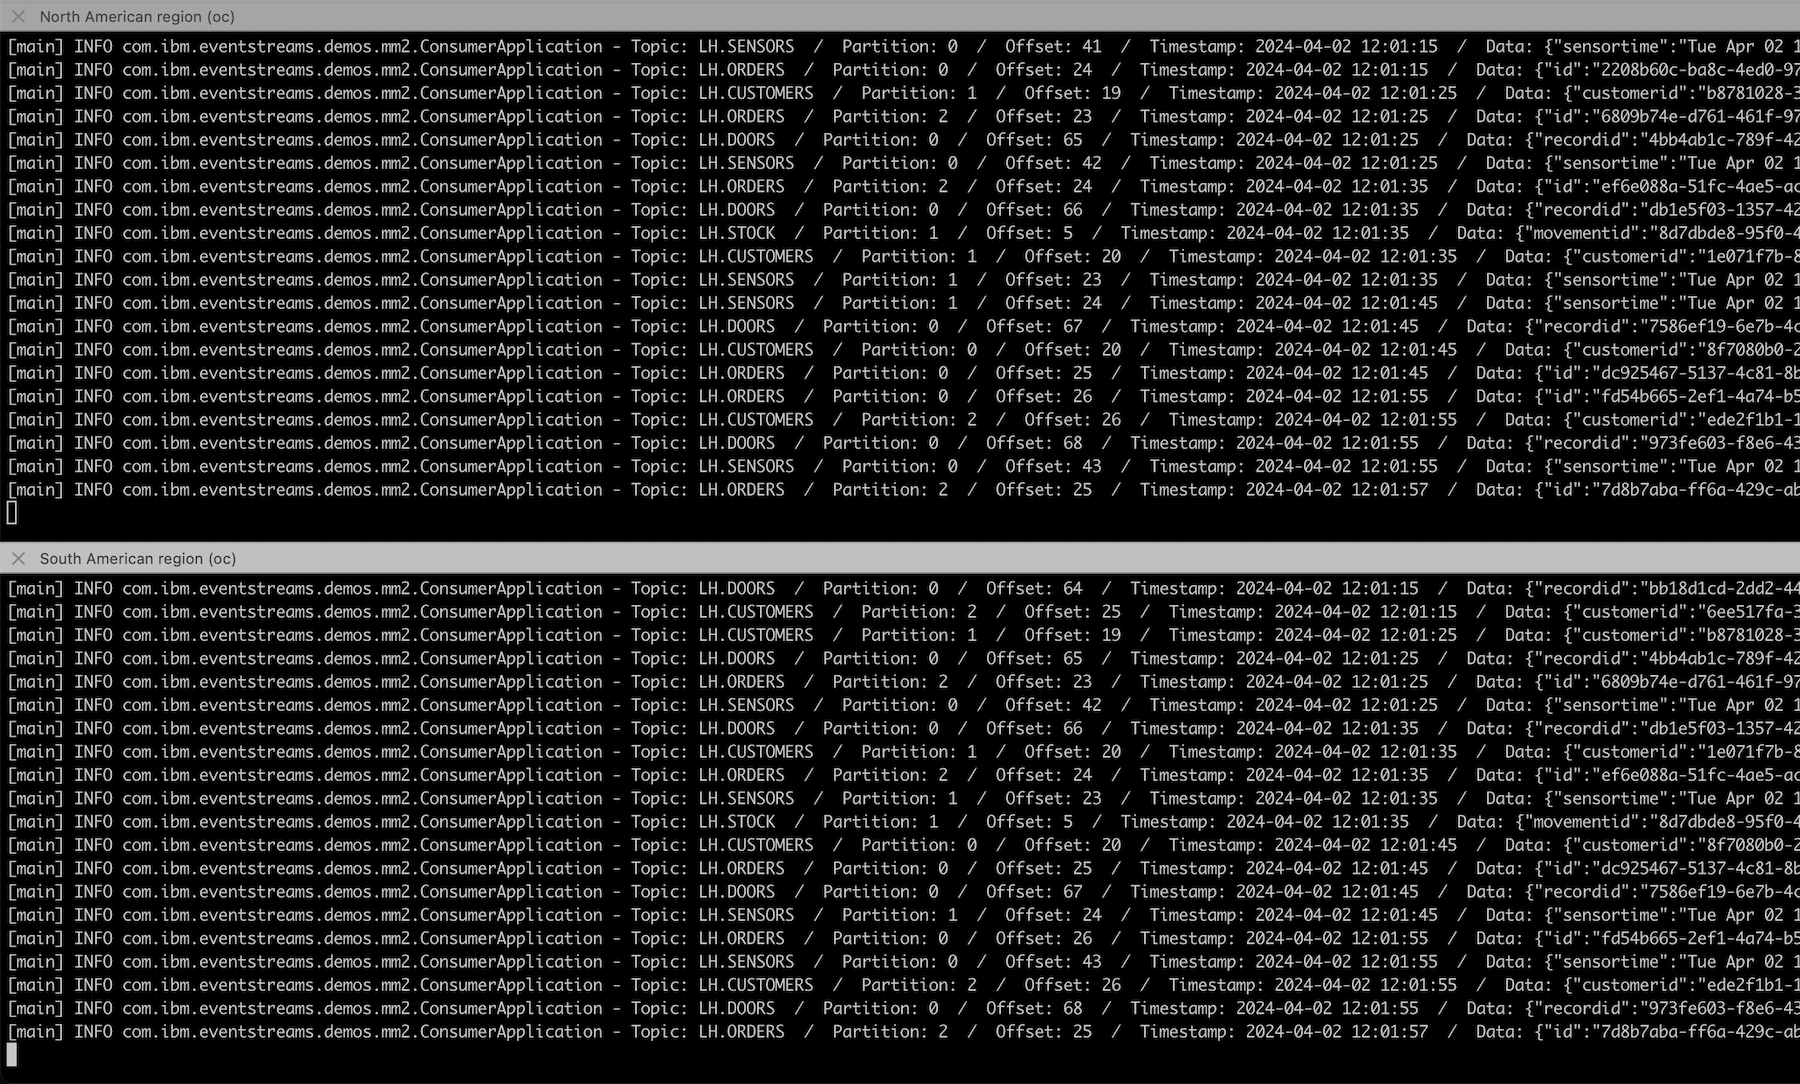 North American region (oc)
[main] INFO com.ibm.eventstreams.demos.mm2.ConsumerApplication - Topic: LH.SENSORS / Partition: 0 / Offset: 41 / Timestamp: 2024-04-02 12:01:15 / Data: {"sensortime":"Tue Apr 02 1
[main] INFO com.ibm.eventstreams.demos.mm2.ConsumerApplication - Topic: LH.ORDERS / Partition: 0 / Offset: 24 / Timestamp: 2024-04-02 12:01:15 / Data: {"id":"2208b60c-ba8c-4ed0-97
[main] INFO com.ibm.eventstreams.demos.mm2.ConsumerApplication - Topic: LH.CUSTOMERS / Partition: 1 / Offset: 19 / Timestamp: 2024-04-02 12:01:25 / Data: {"customerid":"b8781028-3
[main] INFO com.ibm.eventstreams.demos.mm2.ConsumerApplication - Topic: LH.ORDERS / Partition: 2 / Offset: 23 / Timestamp: 2024-04-02 12:01:25 / Data: {"id":"6809b74e-d761-461f-97
[main] INFO com.ibm.eventstreams.demos.mm2.ConsumerApplication - Topic: LH.DOORS / Partition: 0 / Offset: 65 / Timestamp: 2024-04-02 12:01:25 / Data: {"recordid":"4bb4ab1c-789f-42
[main] INFO com.ibm.eventstreams.demos.mm2.ConsumerApplication - Topic: LH.SENSORS / Partition: 0 / Offset: 42 / Timestamp: 2024-04-02 12:01:25 / Data: {"sensortime":"Tue Apr 02 1
[main] INFO com.ibm.eventstreams.demos.mm2.ConsumerApplication - Topic: LH.ORDERS / Partition: 2 / Offset: 24 / Timestamp: 2024-04-02 12:01:35 / Data: {"id":"ef6e088a-51fc-4ae5-ac
[main] INFO com.ibm.eventstreams.demos.mm2.ConsumerApplication - Topic: LH.DOORS / Partition: 0 / Offset: 66 / Timestamp: 2024-04-02 12:01:35 / Data: {"recordid":"db1e5f03-1357-42
[main] INFO com.ibm.eventstreams.demos.mm2.ConsumerApplication - Topic: LH.STOCK / Partition: 1 / Offset: 5 / Timestamp: 2024-04-02 12:01:35 / Data: {"movementid":"8d7dbde8-95f0-4
[main] INFO com.ibm.eventstreams.demos.mm2.ConsumerApplication - Topic: LH.CUSTOMERS / Partition: 1 / Offset: 20 / Timestamp: 2024-04-02 12:01:35 / Data: {"customerid":"1e071f7b-8
[main] INFO com.ibm.eventstreams.demos.mm2.ConsumerApplication - Topic: LH.SENSORS / Partition: 1 / Offset: 23 / Timestamp: 2024-04-02 12:01:35 / Data: {"sensortime":"Tue Apr 02 1
[main] INFO com.ibm.eventstreams.demos.mm2.ConsumerApplication - Topic: LH.SENSORS / Partition: 1 / Offset: 24 / Timestamp: 2024-04-02 12:01:45 / Data: {"sensortime":"Tue Apr 02 1
[main] INFO com.ibm.eventstreams.demos.mm2.ConsumerApplication - Topic: LH.DOORS / Partition: 0 / Offset: 67 / Timestamp: 2024-04-02 12:01:45 / Data: {"recordid":"7586ef19-6e7b-4c
[main] INFO com.ibm.eventstreams.demos.mm2.ConsumerApplication - Topic: LH.CUSTOMERS / Partition: 0 / Offset: 20 / Timestamp: 2024-04-02 12:01:45 / Data: {"customerid":"8f7080b0-2
[main] INFO com.ibm.eventstreams.demos.mm2.ConsumerApplication - Topic: LH.ORDERS / Partition: 0 / Offset: 25 / Timestamp: 2024-04-02 12:01:45 / Data: {"id":"dc925467-5137-4c81-8b
[main] INFO com.ibm.eventstreams.demos.mm2.ConsumerApplication - Topic: LH.ORDERS / Partition: 0 / Offset: 26 / Timestamp: 2024-04-02 12:01:55 / Data: {"id":"fd54b665-2ef1-4a74-b5
[main] INFO com.ibm.eventstreams.demos.mm2.ConsumerApplication - Topic: LH.CUSTOMERS / Partition: 2 / Offset: 26 / Timestamp: 2024-04-02 12:01:55 / Data: {"customerid":"ede2f1b1-1
[main] INFO com.ibm.eventstreams.demos.mm2.ConsumerApplication - Topic: LH.DOORS / Partition: 0 / Offset: 68 / Timestamp: 2024-04-02 12:01:55 / Data: {"recordid":"973fe603-f8e6-43
[main] INFO com.ibm.eventstreams.demos.mm2.ConsumerApplication - Topic: LH.SENSORS / Partition: 0 / Offset: 43 / Timestamp: 2024-04-02 12:01:55 / Data: {"sensortime":"Tue Apr 02 1
[main] INFO com.ibm.eventstreams.demos.mm2.ConsumerApplication - Topic: LH.ORDERS / Partition: 2 / Offset: 25 / Timestamp: 2024-04-02 12:01:57 / Data: {"id":"7d8b7aba-ff6a-429c-ab
South American region (oc)
[main] INFO com.ibm.eventstreams.demos.mm2.ConsumerApplication - Topic: LH.DOORS / Partition: 0 / Offset: 64 / Timestamp: 2024-04-02 12:01:15 / Data: {"recordid":"bb18d1cd-2dd2-44
[main] INFO com.ibm.eventstreams.demos.mm2.ConsumerApplication - Topic: LH.CUSTOMERS / Partition: 2 / Offset: 25 / Timestamp: 2024-04-02 12:01:15 / Data: {"customerid":"6ee517fa-3
[main] INFO com.ibm.eventstreams.demos.mm2.ConsumerApplication - Topic: LH.CUSTOMERS / Partition: 1 / Offset: 19 / Timestamp: 2024-04-02 12:01:25 / Data: {"customerid":"b8781028-3
[main] INFO com.ibm.eventstreams.demos.mm2.ConsumerApplication - Topic: LH.DOORS / Partition: 0 / Offset: 65 / Timestamp: 2024-04-02 12:01:25 / Data: {"recordid":"4bb4ab1c-789f-42
[main] INFO com.ibm.eventstreams.demos.mm2.ConsumerApplication - Topic: LH.ORDERS / Partition: 2 / Offset: 23 / Timestamp: 2024-04-02 12:01:25 / Data: {"id":"6809b74e-d761-461f-97
[main] INFO com.ibm.eventstreams.demos.mm2.ConsumerApplication - Topic: LH.SENSORS / Partition: 0 / Offset: 42 / Timestamp: 2024-04-02 12:01:25 / Data: {"sensortime":"Tue Apr 02 1
[main] INFO com.ibm.eventstreams.demos.mm2.ConsumerApplication - Topic: LH.DOORS / Partition: 0 / Offset: 66 / Timestamp: 2024-04-02 12:01:35 / Data: {"recordid":"db1e5f03-1357-42
[main] INFO com.ibm.eventstreams.demos.mm2.ConsumerApplication - Topic: LH.CUSTOMERS / Partition: 1 / Offset: 20 / Timestamp: 2024-04-02 12:01:35 / Data: {"customerid":"1e071f7b-8
[main] INFO com.ibm.eventstreams.demos.mm2.ConsumerApplication - Topic: LH.ORDERS / Partition: 2 / Offset: 24 / Timestamp: 2024-04-02 12:01:35 / Data: {"id":"ef6e088a-51fc-4ae5-ac
[main] INFO com.ibm.eventstreams.demos.mm2.ConsumerApplication - Topic: LH.SENSORS / Partition: 1 / Offset: 23 / Timestamp: 2024-04-02 12:01:35 / Data: {"sensortime":"Tue Apr 02 1
[main] INFO com.ibm.eventstreams.demos.mm2.ConsumerApplication - Topic: LH.STOCK / Partition: 1 / Offset: 5 / Timestamp: 2024-04-02 12:01:35 / Data: {"movementid":"8d7dbde8-95f0-4
[main] INFO com.ibm.eventstreams.demos.mm2.ConsumerApplication - Topic: LH.CUSTOMERS / Partition: 0 / Offset: 20 / Timestamp: 2024-04-02 12:01:45 / Data: {"customerid":"8f7080b0-2
[main] INFO com.ibm.eventstreams.demos.mm2.ConsumerApplication - Topic: LH.ORDERS / Partition: 0 / Offset: 25 / Timestamp: 2024-04-02 12:01:45 / Data: {"id":"dc925467-5137-4c81-8b
[main] INFO com.ibm.eventstreams.demos.mm2.ConsumerApplication - Topic: LH.DOORS / Partition: 0 / Offset: 67 / Timestamp: 2024-04-02 12:01:45 / Data: {"recordid":"7586ef19-6e7b-4c
[main] INFO com.ibm.eventstreams.demos.mm2.ConsumerApplication - Topic: LH.SENSORS / Partition: 1 / Offset: 24 / Timestamp: 2024-04-02 12:01:45 / Data: {"sensortime":"Tue Apr 02 1
[main] INFO com.ibm.eventstreams.demos.mm2.ConsumerApplication - Topic: LH.ORDERS / Partition: 0 / Offset: 26 / Timestamp: 2024-04-02 12:01:55 / Data: {"id":"fd54b665-2ef1-4a74-b5
[main] INFO com.ibm.eventstreams.demos.mm2.ConsumerApplication - Topic: LH.SENSORS / Partition: 0 / Offset: 43 / Timestamp: 2024-04-02 12:01:55 / Data: {"sensortime":"Tue Apr 02 1
[main] INFO com.ibm.eventstreams.demos.mm2.ConsumerApplication - Topic: LH.CUSTOMERS / Partition: 2 / Offset: 26 / Timestamp: 2024-04-02 12:01:55 / Data: {"customerid":"ede2f1b1-1
[main] INFO com.ibm.eventstreams.demos.mm2.ConsumerApplication - Topic: LH.DOORS / Partition: 0 / Offset: 68 / Timestamp: 2024-04-02 12:01:55 / Data: {"recordid":"973fe603-f8e6-43
[main] INFO com.ibm.eventstreams.demos.mm2.ConsumerApplication - Topic: LH.ORDERS / Partition: 2 / Offset: 25 / Timestamp: 2024-04-02 12:01:57 / Data: {"id":"7d8b7aba-ff6a-429c-ab